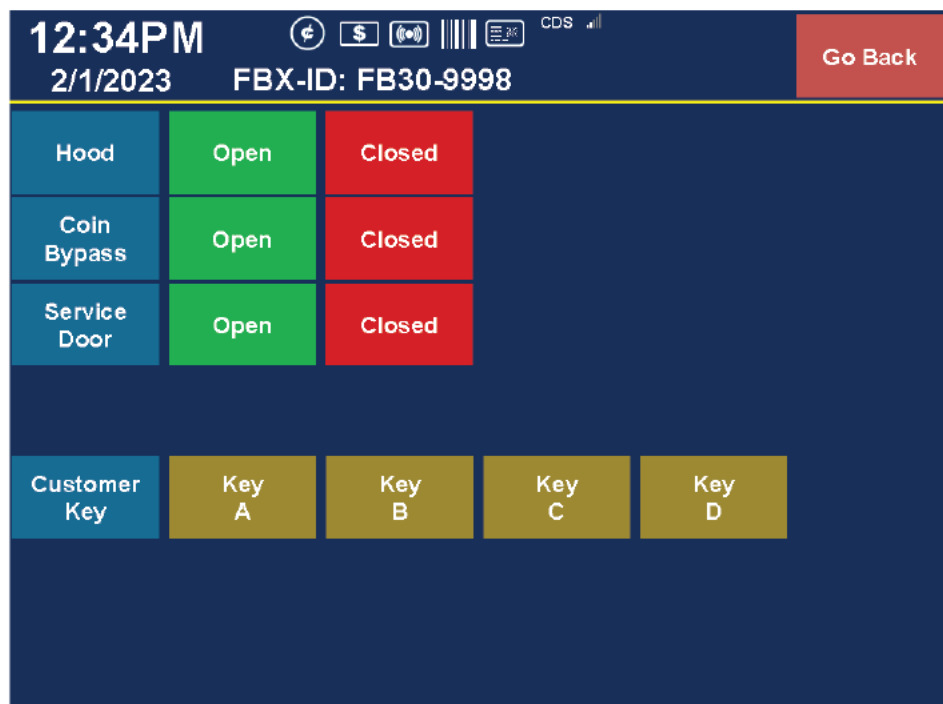 12:34PM
CDS
2/1/2023 FBX-ID: FB30-9998
Go Back
Hood Open Closed
Coin
Bypass
Open Closed
Service
Door
Open Closed
Customer
Key
Key
A
Key
B
Key
C
Key
D